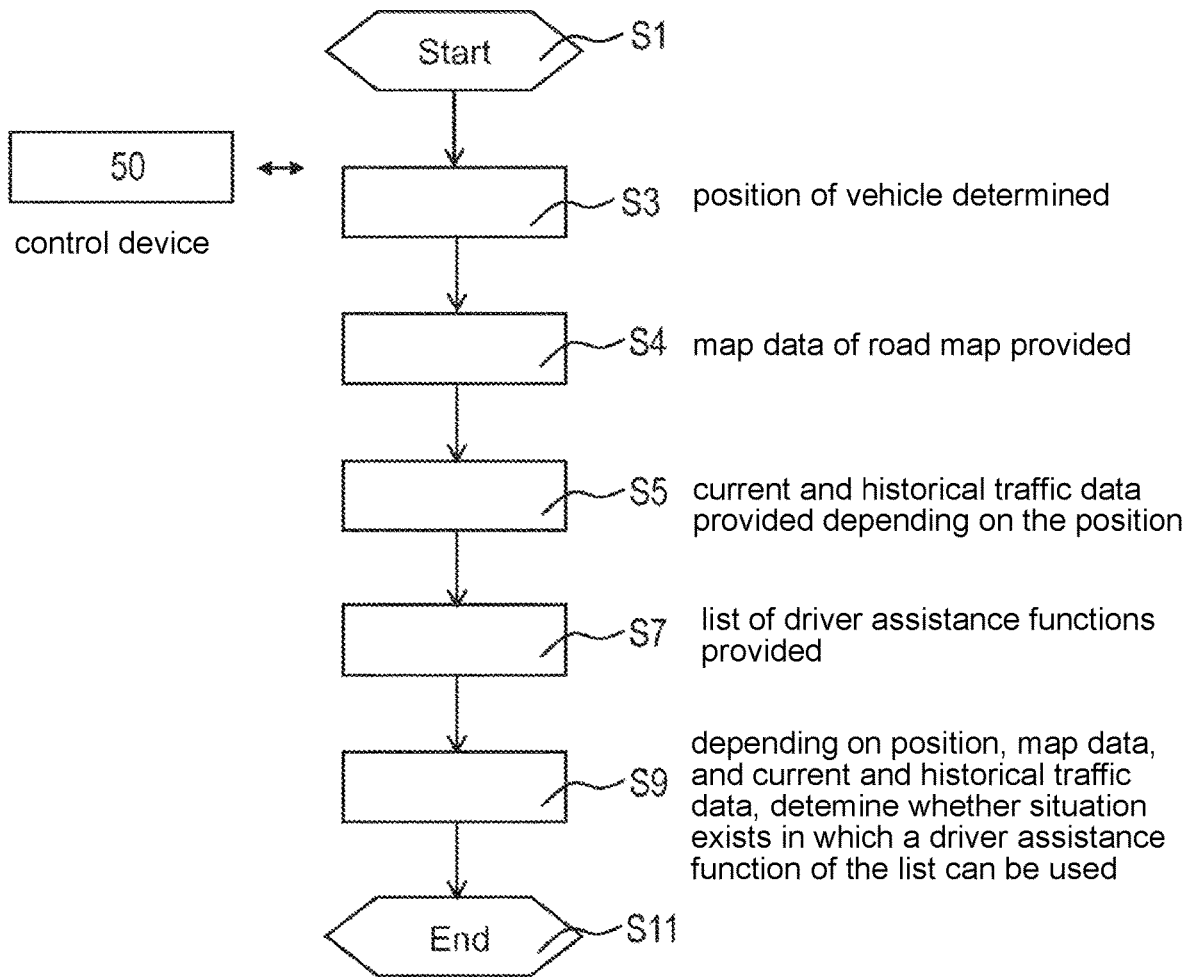 Start
S1
50
control device
S3
position of vehicle determined
S4
map data of road map provided
S5
current and historical traffic data
provided depending on the position
S7
list of driver assistance functions
provided
S9
depending on position, map data,
and current and historical traffic
data, detemine whether situation
exists in which a driver assistance
function of the list can be used
End
S11